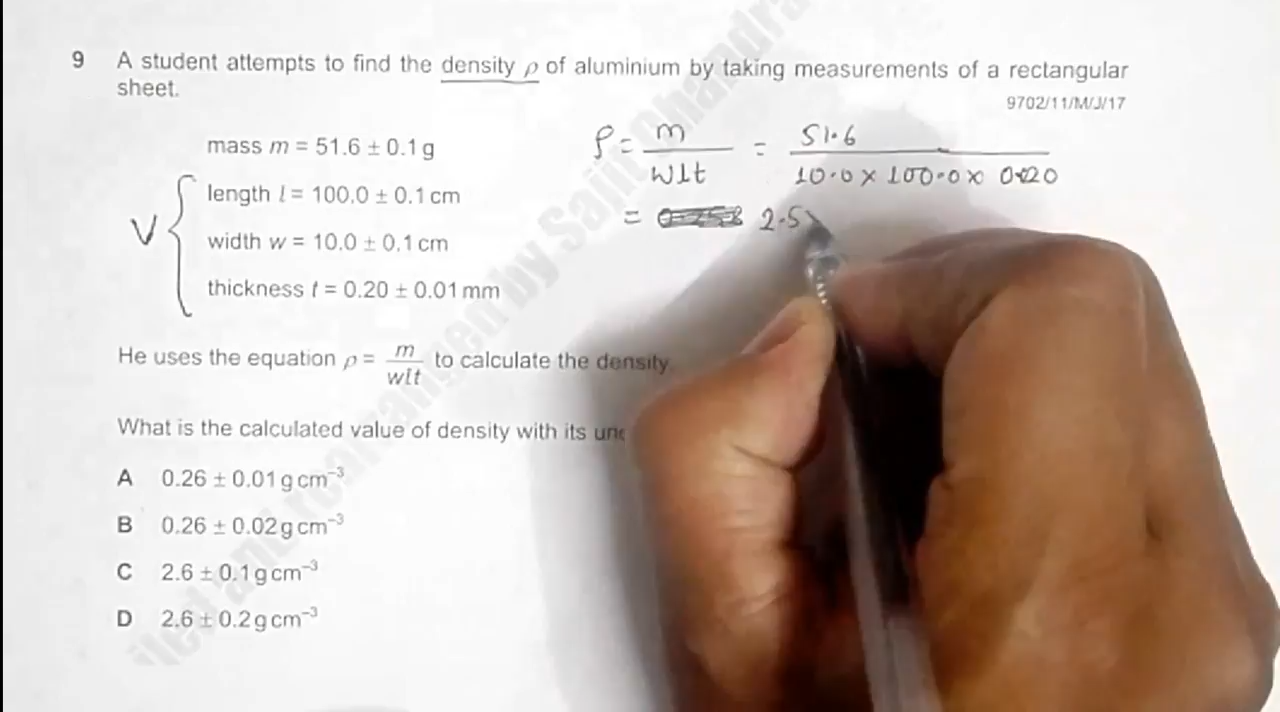 9 A student attempts to find the density ρ of aluminium by taking measurements of a rectangular
sheet.
9702/11/M/J/17
mass m = 51.6 ± 0.1 g
length l = 100.0 ± 0.1 cm
width w = 10.0 ± 0.1 cm
thickness t = 0.20 ± 0.01 mm
V
ρ = m / wlt = 51.6 / 10.0 × 100.0 × 0.020
= 2.5
He uses the equation ρ = m / wlt to calculate the density
What is the calculated value of density with its
A 0.26 ± 0.01 g cm⁻³
B 0.26 ± 0.02 g cm⁻³
C 2.6 ± 0.1 g cm⁻³
D 2.6 ± 0.2 g cm⁻³